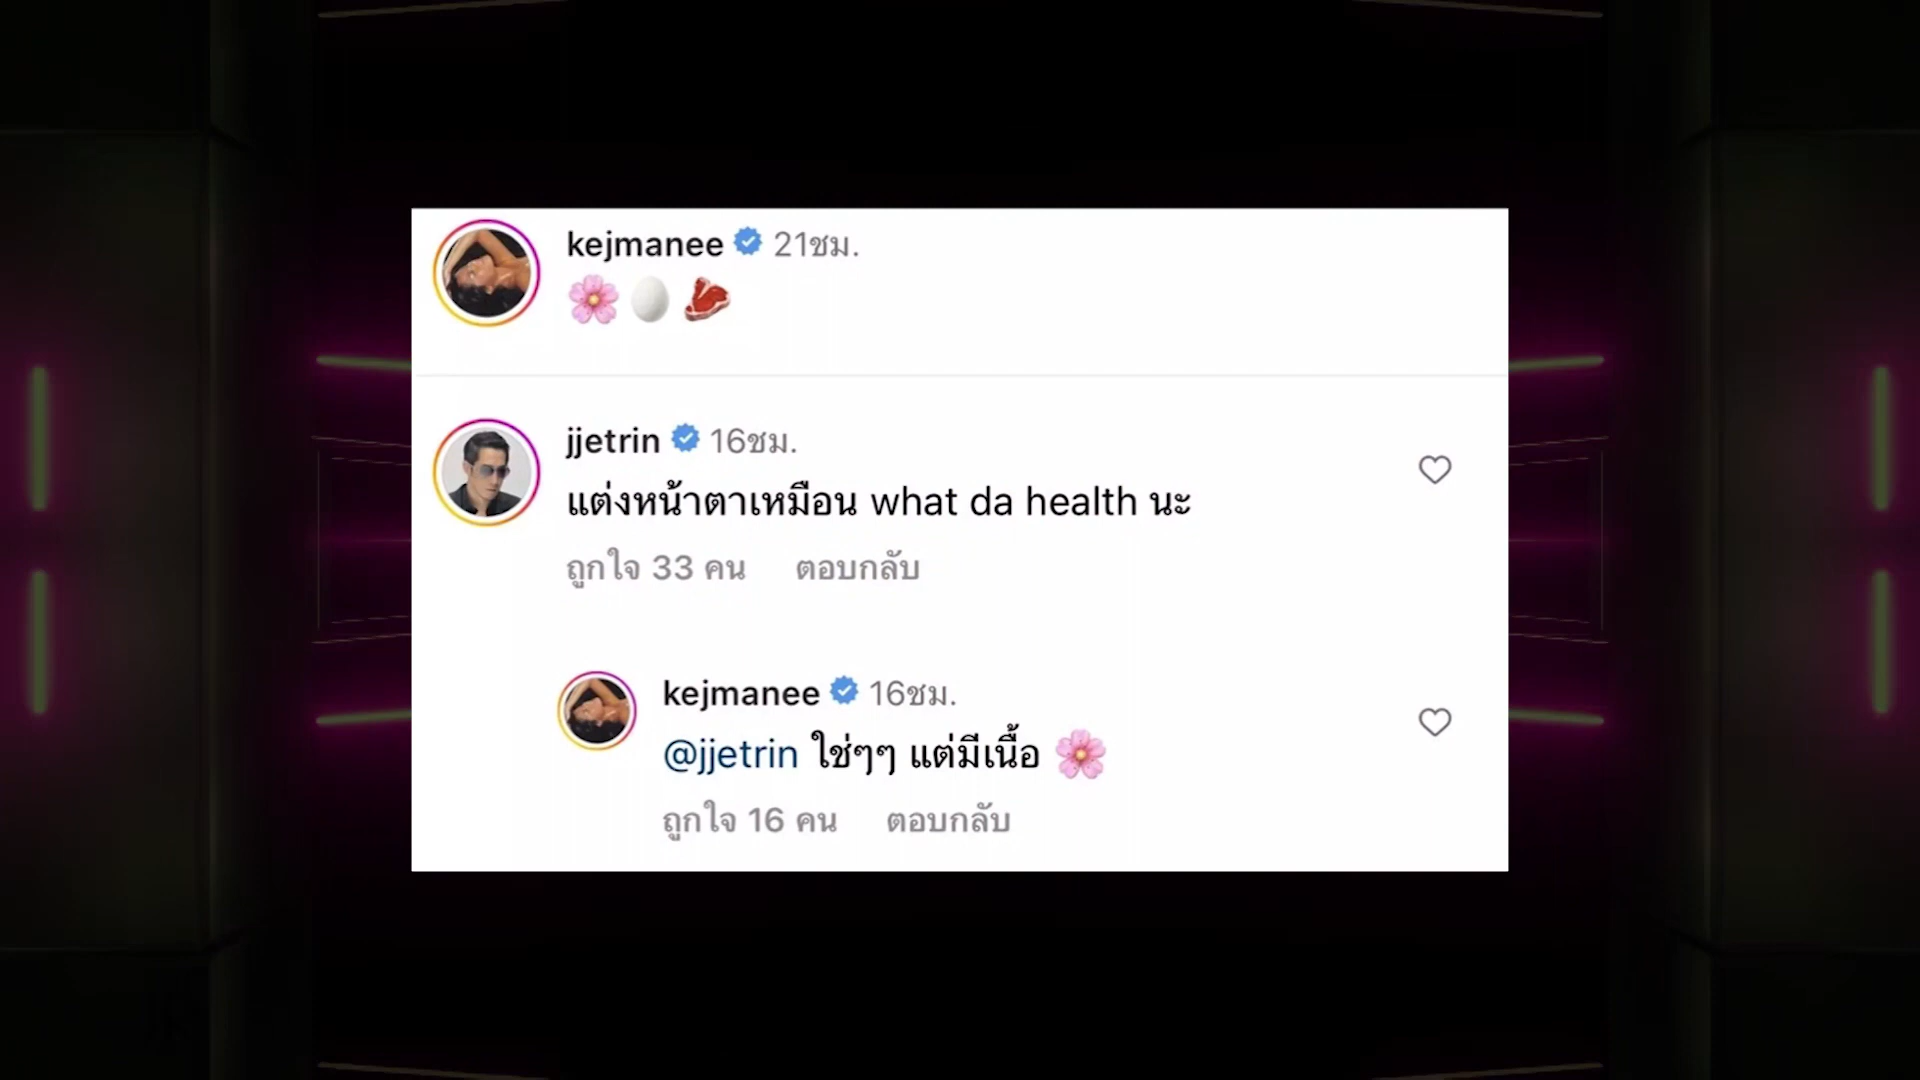 kejmanee 21ชม.
🌸🥚🥩
jjetrin 16ชม.
แต่งหน้าตาเหมือน what da health นะ
ถูกใจ 33 คน ตอบกลับ
kejmanee 16ชม.
@jjetrin ใช่ๆๆ แต่มีเนื้อ 🌸
ถูกใจ 16 คน ตอบกลับ